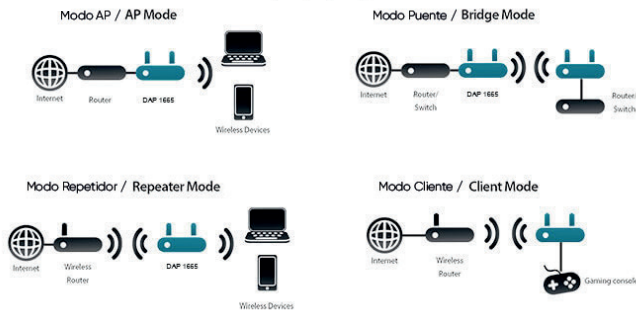 Modo AP / AP Mode
Internet
Router
DAP 1665
Wireless Devices
Modo Puente / Bridge Mode
Internet
Router/
Switch
DAP 1665
Router/
Switch
Modo Repetidor / Repeater Mode
Internet
Wireless
Router
DAP 1665
Wireless Devices
Modo Cliente / Client Mode
Internet
Wireless
Router
Gaming console